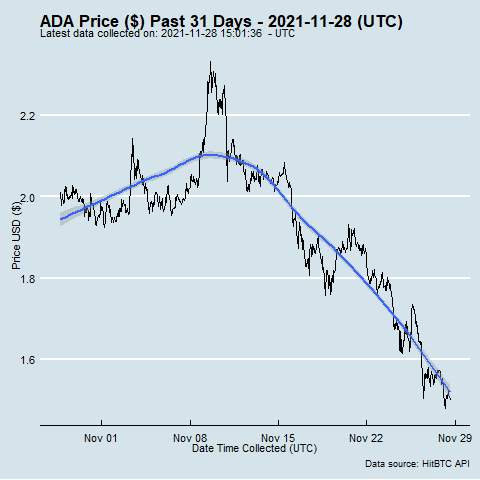 ADA Price ($) Past 31 Days - 2021-11-28 (UTC)
Latest data collected on: 2021-11-28 15:01:36 - UTC
Price USD ($)
2.2
2.0
1.8
1.6
Nov 01 Nov 08 Nov 15 Nov 22 Nov 29
Date Time Collected (UTC)
Data source: HitBTC API